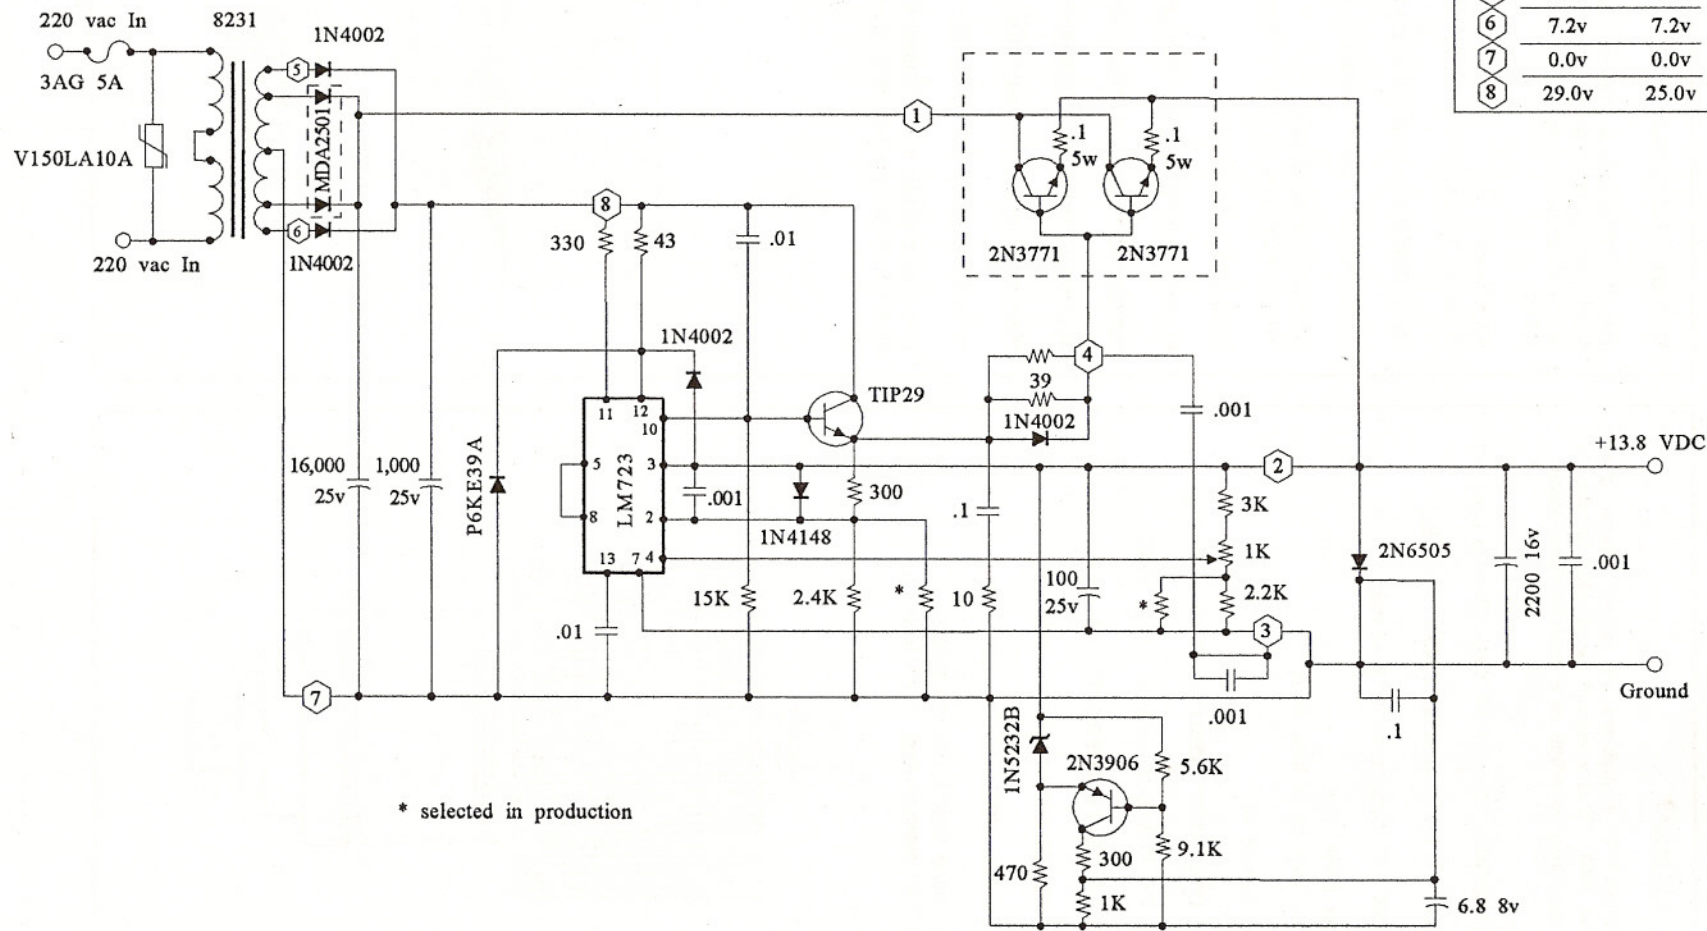 220 vac In
8231
1N4002
3AG 5A
V150LA10A
MDA2501
220 vac In
1N4002
5
6
8
7
1
6 7.2v 7.2v
7 0.0v 0.0v
8 29.0v 25.0v
.1
5w
.1
5w
2N3771
2N3771
330
43
.01
1N4002
TIP29
11
12
10
5
3
8
2
13
7
4
LM723
P6KE39A
16,000
25v
1,000
25v
4
39
1N4002
.001
300
.001
1N4148
.1
2
+13.8 VDC
3K
1K
2.2K
2N6505
2200 16v
.001
.01
15K
2.4K
*
10
100
25v
*
3
Ground
.001
.1
1N5232B
2N3906
5.6K
470
300
9.1K
1K
6.8 8v
* selected in production